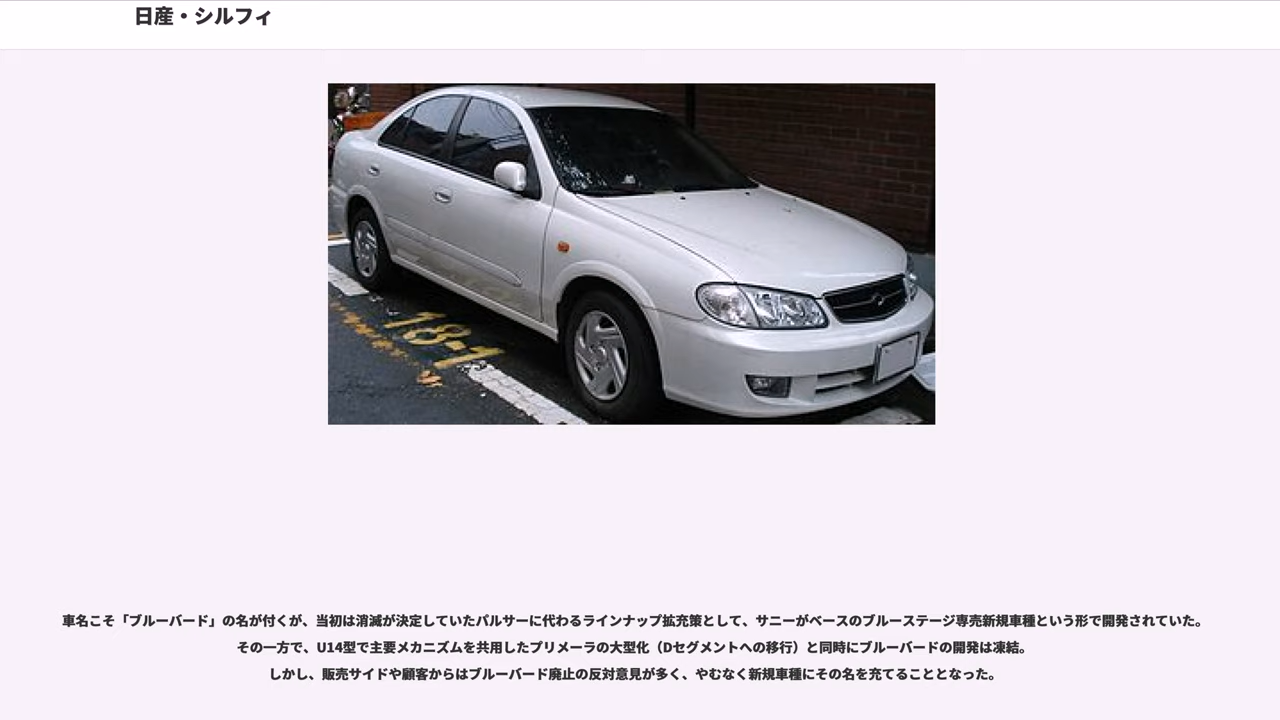 日産・シルフィ
18-1
車名こそ「ブルーバード」の名が付くが、当初は消滅が決定していたパルサーに代わるラインナップ拡充策として、サニーがベースのブルーステージ専売新規車種という形で開発されていた。
その一方で、U14型で主要メカニズムを共用したプリメーラの大型化（Dセグメントへの移行）と同時にブルーバードの開発は凍結。
しかし、販売サイドや顧客からはブルーバード廃止の反対意見が多く、やむなく新規車種にその名を充てることとなった。